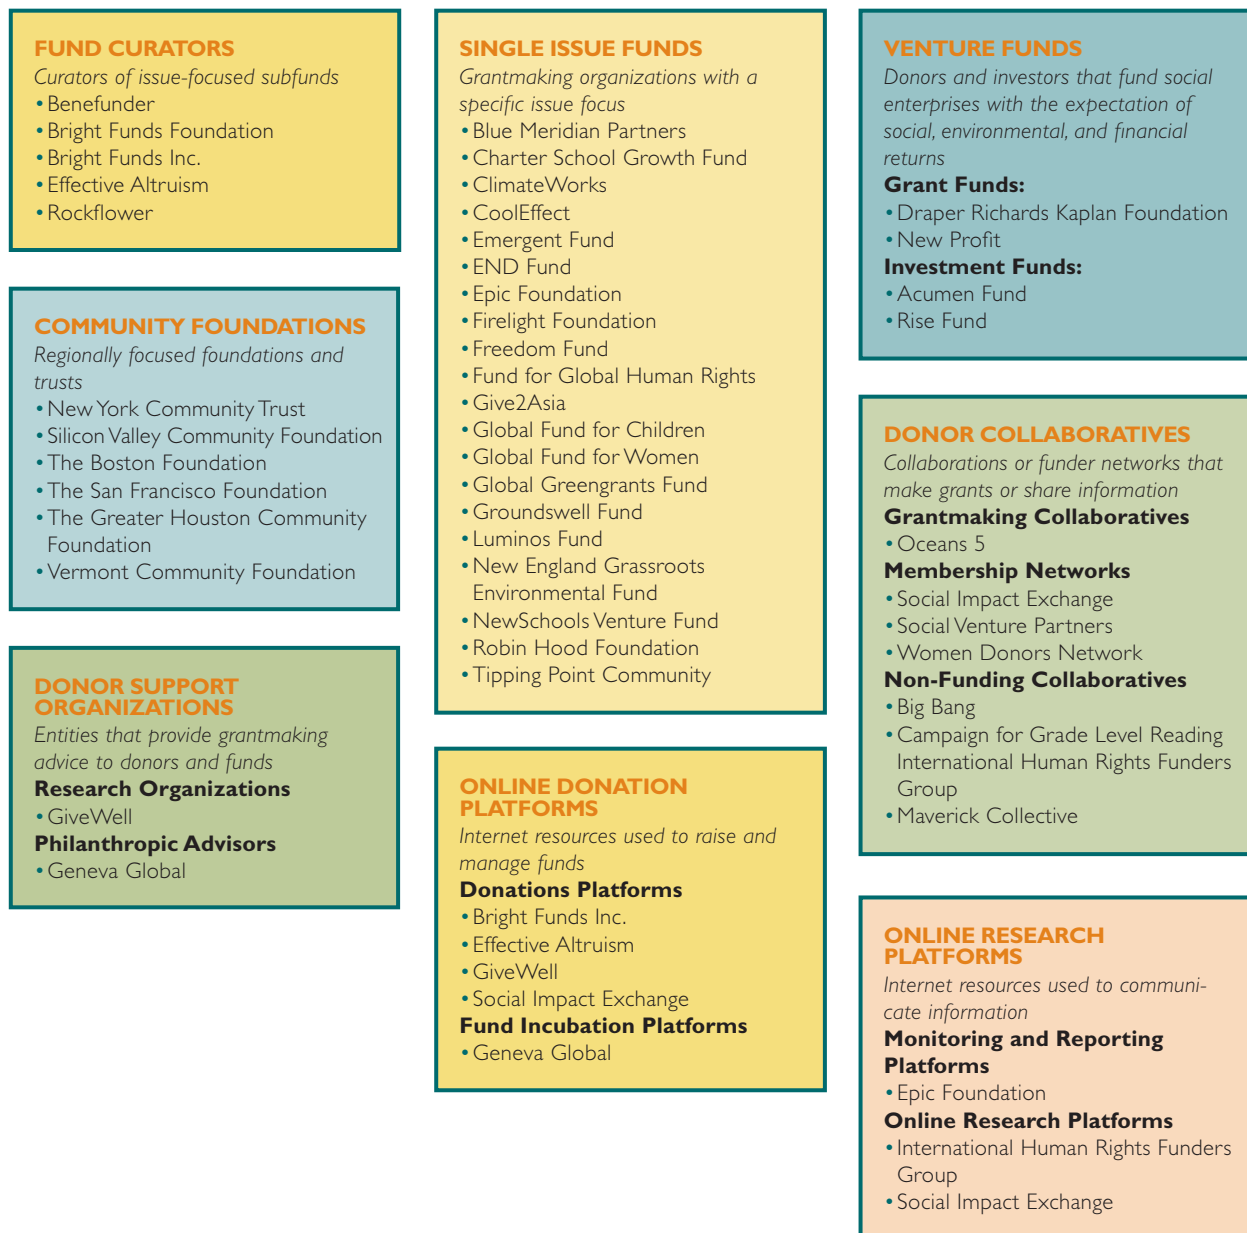 FUND CURATORS
Curators of issue-focused subfunds
• Benefunder
• Bright Funds Foundation
• Bright Funds Inc.
• Effective Altruism
• Rockflower
COMMUNITY FOUNDATIONS
Regionally focused foundations and
trusts
• New York Community Trust
• Silicon Valley Community Foundation
• The Boston Foundation
• The San Francisco Foundation
• The Greater Houston Community
Foundation
• Vermont Community Foundation
DONOR SUPPORT
ORGANIZATIONS
Entities that provide grantmaking
advice to donors and funds
Research Organizations
• GiveWell
Philanthropic Advisors
• Geneva Global
SINGLE ISSUE FUNDS
Grantmaking organizations with a
specific issue focus
• Blue Meridian Partners
• Charter School Growth Fund
• ClimateWorks
• CoolEffect
• Emergent Fund
• END Fund
• Epic Foundation
• Firelight Foundation
• Freedom Fund
• Fund for Global Human Rights
• Give2Asia
• Global Fund for Children
• Global Fund for Women
• Global Greengrants Fund
• Groundswell Fund
• Luminos Fund
• New England Grassroots
Environmental Fund
• NewSchools Venture Fund
• Robin Hood Foundation
• Tipping Point Community
ONLINE DONATION
PLATFORMS
Internet resources used to raise and
manage funds
Donations Platforms
• Bright Funds Inc.
• Effective Altruism
• GiveWell
• Social Impact Exchange
Fund Incubation Platforms
• Geneva Global
VENTURE FUNDS
Donors and investors that fund social
enterprises with the expectation of
social, environmental, and financial
returns
Grant Funds:
• Draper Richards Kaplan Foundation
• New Profit
Investment Funds:
• Acumen Fund
• Rise Fund
DONOR COLLABORATIVES
Collaborations or funder networks that
make grants or share information
Grantmaking Collaboratives
• Oceans 5
Membership Networks
• Social Impact Exchange
• Social Venture Partners
• Women Donors Network
Non-Funding Collaboratives
• Big Bang
• Campaign for Grade Level Reading
International Human Rights Funders
Group
• Maverick Collective
ONLINE RESEARCH
PLATFORMS
Internet resources used to communi-
cate information
Monitoring and Reporting
Platforms
• Epic Foundation
Online Research Platforms
• International Human Rights Funders
Group
• Social Impact Exchange